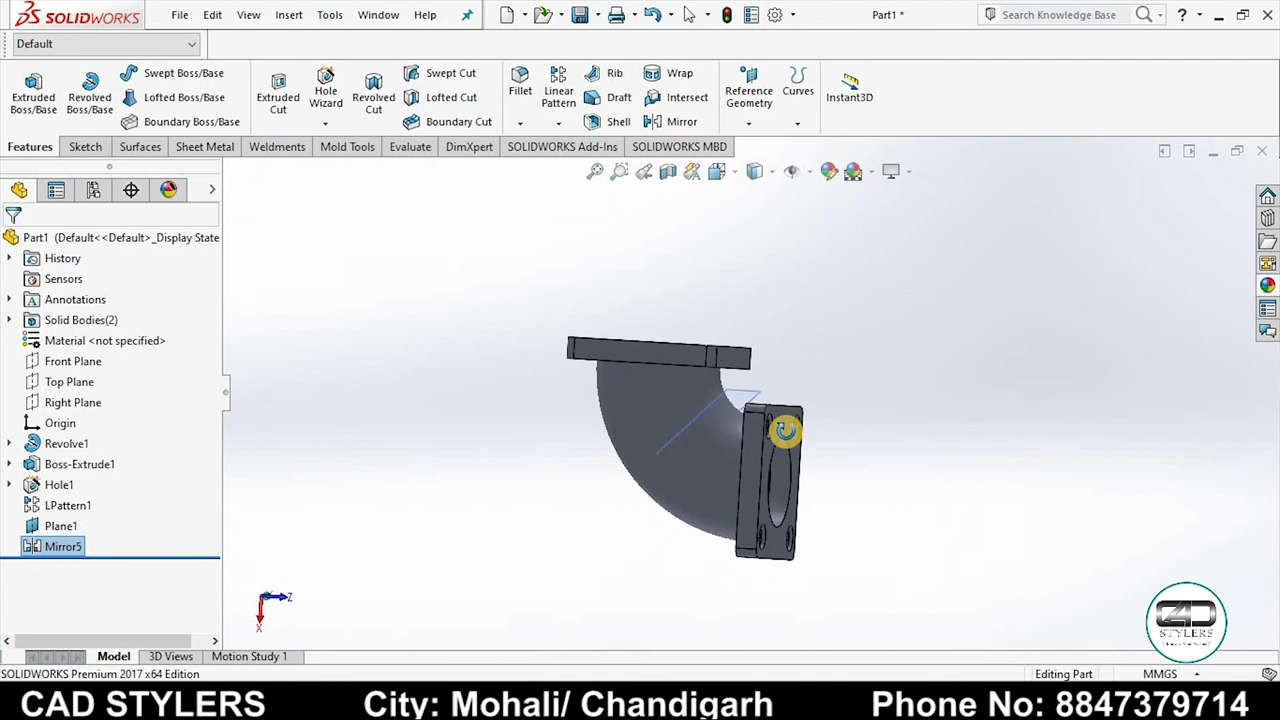 SOLIDWORKS File Edit View Insert Tools Window Help Part1 * Search Knowledge Base ?
Default
Extruded Boss/Base
Revolved Boss/Base
Swept Boss/Base
Lofted Boss/Base
Boundary Boss/Base
Extruded Cut
Hole Wizard
Revolved Cut
Swept Cut
Lofted Cut
Boundary Cut
Fillet
Linear Pattern
Rib
Draft
Shell
Wrap
Intersect
Mirror
Reference Geometry
Curves
Instant3D
Features Sketch Surfaces Sheet Metal Weldments Mold Tools Evaluate DimXpert SOLIDWORKS Add-Ins SOLIDWORKS MBD
Part1 (Default<<Default>_Display State
History
Sensors
Annotations
Solid Bodies(2)
Material <not specified>
Front Plane
Top Plane
Right Plane
Origin
Revolve1
Boss-Extrude1
Hole1
LPattern1
Plane1
Mirror5
Z
X
CAD
STYLERS
Model 3D Views Motion Study 1
SOLIDWORKS Premium 2017 x64 Edition Editing Part MMGS
CAD STYLERS City: Mohali/ Chandigarh Phone No: 8847379714